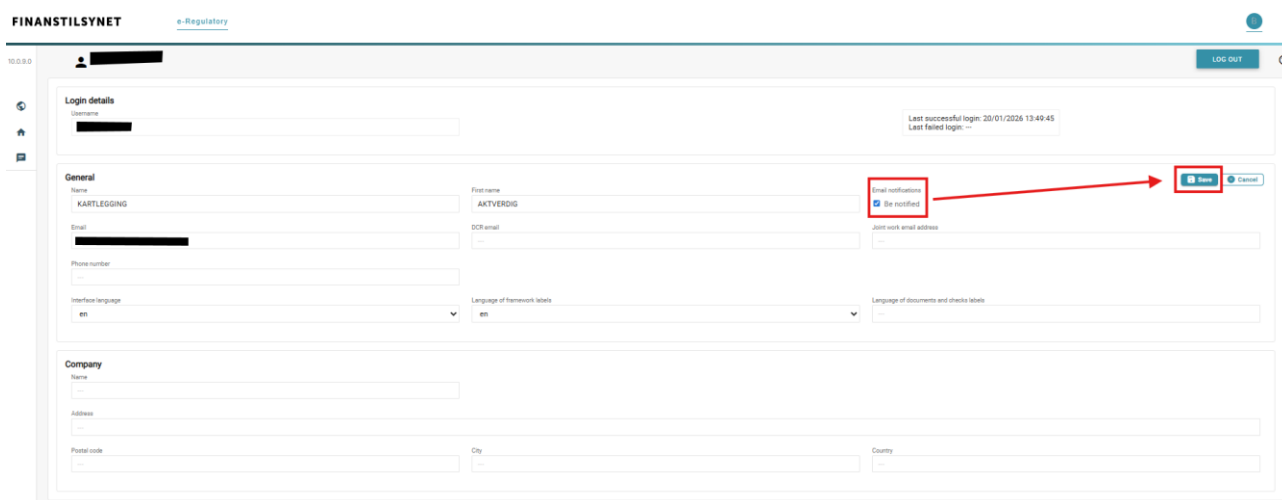 FINANSTILSYNET e-Regulatory
10.0.9.0 LOG OUT
Login details
Username
Last successful login: 20/01/2026 13:49:45
Last failed login: ---
General Save Cancel
Name First name Email notifications
KARTLEGGING AKTVERDIG Be notified
Email DCR email Joint work email address
--- ---
Phone number
---
Interface language Language of framework labels Language of documents and checks labels
en en ---
Company
Name
---
Address
---
Postal code City Country
--- --- ---